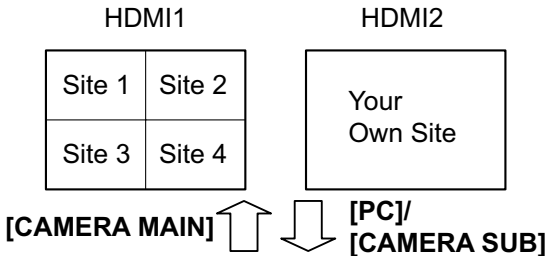 HDMI1
HDMI2
Site 1 Site 2
Site 3 Site 4
Your
Own Site
[CAMERA MAIN]
[PC]/
[CAMERA SUB]